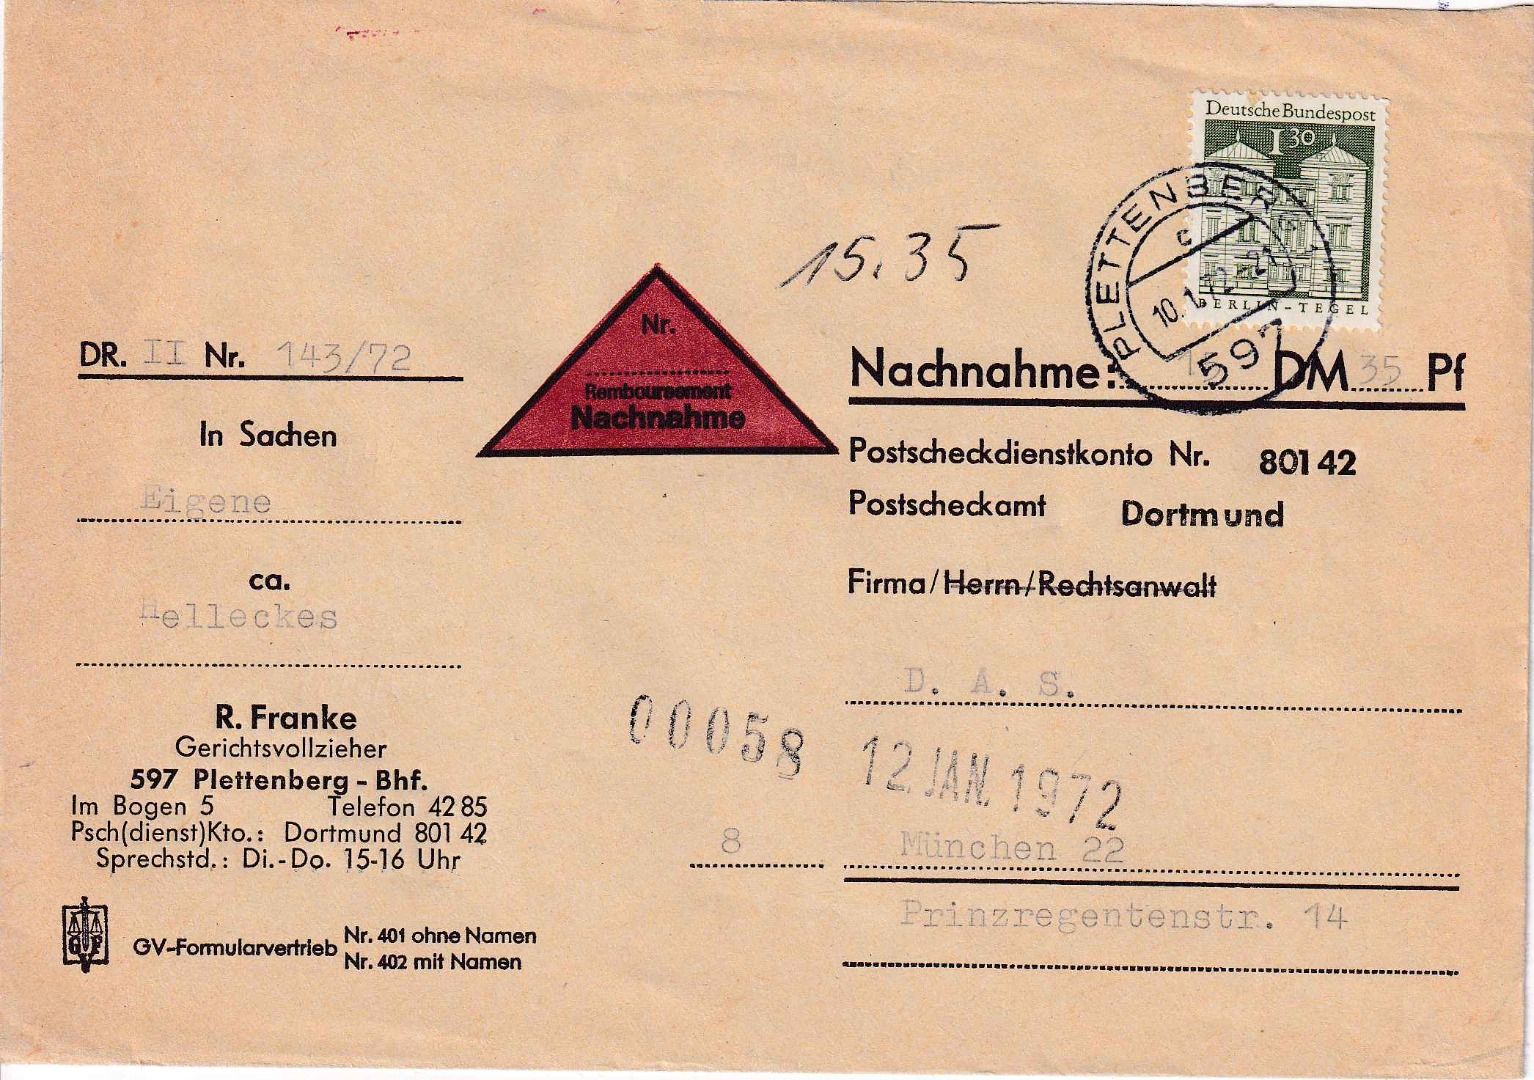 Deutsche Bundespost
1 30
BERLIN-TEGEL
PLETTENBERG 1
c
10.1.72-21
597
15.35
Nr.
Remboursement
Nachnahme
DR. II Nr. 143/72
In Sachen
Eigene
ca.
Helleckes
R. Franke
Gerichtsvollzieher
597 Plettenberg - Bhf.
Im Bogen 5 Telefon 42 85
Psch(dienst)Kto.: Dortmund 801 42
Sprechstd.: Di.-Do. 15-16 Uhr
G V F
GV-Formularvertrieb
Nr. 401 ohne Namen
Nr. 402 mit Namen
Nachnahme: DM 35 Pf
Postscheckdienstkonto Nr. 801 42
Postscheckamt Dortmund
Firma/Herrn/Rechtsanwalt
D. A. S.
00058 12. JAN. 1972
8 München 22
Prinzregentenstr. 14